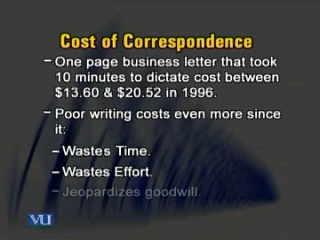 Cost of Correspondence
– One page business letter that took
10 minutes to dictate cost between
$13.60 & $20.52 in 1996.
– Poor writing costs even more since
it:
– Wastes Time.
– Wastes Effort.
– Jeopardizes goodwill.
VU